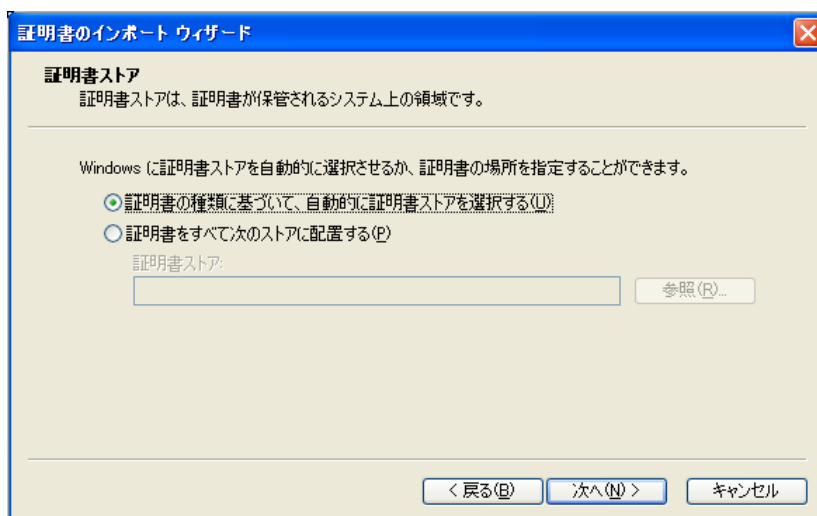 証明書のインポート ウィザード
証明書ストア
証明書ストアは、証明書が保管されるシステム上の領域です。
Windows に証明書ストアを自動的に選択させるか、証明書の場所を指定することができます。
証明書の種類に基づいて、自動的に証明書ストアを選択する(U)
証明書をすべて次のストアに配置する(P)
証明書ストア:
参照(R)...
< 戻る(B) 次へ(N) > キャンセル